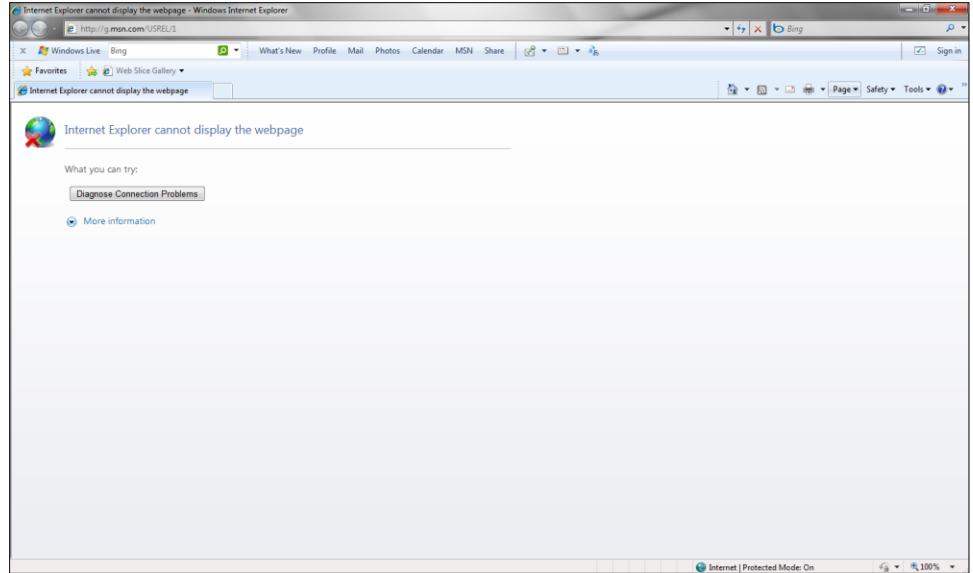 Internet Explorer cannot display the webpage - Windows Internet Explorer
http://g.msn.com/USREL/1
Bing
x Windows Live Bing What's New Profile Mail Photos Calendar MSN Share Sign in
Favorites Web Slice Gallery
Internet Explorer cannot display the webpage Page Safety Tools
Internet Explorer cannot display the webpage
What you can try:
Diagnose Connection Problems
More information
Internet | Protected Mode: On 100%